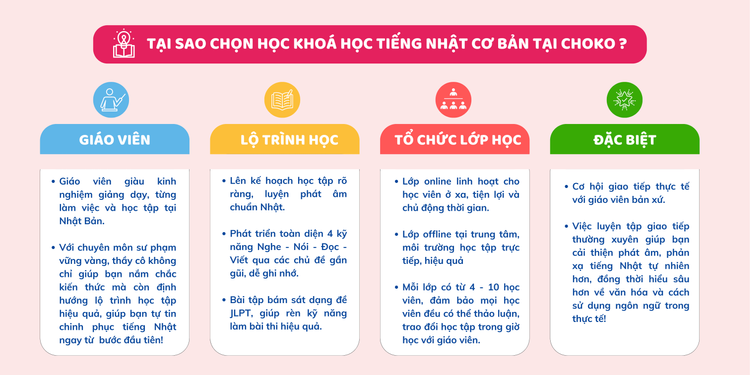 TẠI SAO CHỌN HỌC KHOÁ HỌC TIẾNG NHẬT CƠ BẢN TẠI CHOKO ?
GIÁO VIÊN
• Giáo viên giàu kinh
nghiệm giảng dạy, từng
làm việc và học tập tại
Nhật Bản.
• Với chuyên môn sư phạm
vững vàng, thầy cô không
chỉ giúp bạn nắm chắc
kiến thức mà còn định
hướng lộ trình học tập
hiệu quả, giúp bạn tự tin
chinh phục tiếng Nhật
ngay từ bước đầu tiên!
LỘ TRÌNH HỌC
• Lên kế hoạch học tập rõ
ràng, luyện phát âm
chuẩn Nhật.
• Phát triển toàn diện 4 kỹ
năng Nghe - Nói - Đọc -
Viết qua các chủ đề gần
gũi, dễ ghi nhớ.
• Bài tập bám sát dạng đề
JLPT, giúp rèn kỹ năng
làm bài thi hiệu quả.
TỔ CHỨC LỚP HỌC
• Lớp online linh hoạt cho
học viên ở xa, tiện lợi và
chủ động thời gian.
• Lớp offline tại trung tâm,
môi trường học tập trực
tiếp, hiệu quả
• Mỗi lớp có từ 4 - 10 học
viên, đảm bảo mọi học
viên đều có thể thảo luận,
trao đổi học tập trong giờ
học với giáo viên.
ĐẶC BIỆT
• Cơ hội giao tiếp thực tế
với giáo viên bản xứ.
• Việc luyện tập giao tiếp
thường xuyên giúp bạn
cải thiện phát âm, phản
xạ tiếng Nhật tự nhiên
hơn, đồng thời hiểu sâu
hơn về văn hóa và cách
sử dụng ngôn ngữ trong
thực tế!